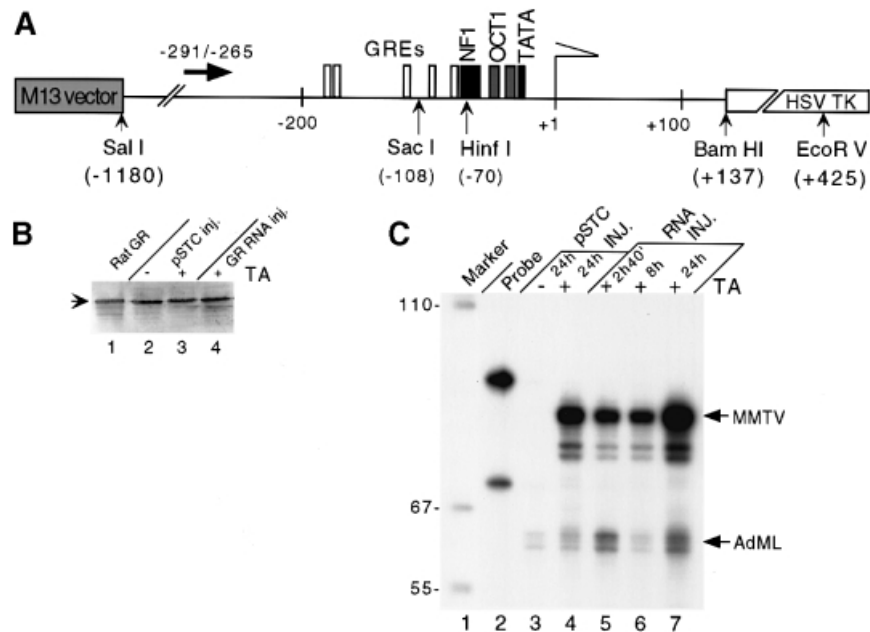 A
-291/-265
GREs
NF1
OCT1
TATA
M13 vector
HSV TK
-200
+1
+100
Sal I
(-1180)
Sac I
(-108)
Hinf I
(-70)
Bam HI
(+137)
EcoR V
(+425)
B
Rat GR
pSTC inj.
GR RNA inj.
- + + TA
1 2 3 4
C
pSTC INJ.
RNA INJ.
Marker
Probe
24h 24h 2h40' 8h 24h
- + + + + TA
110-
MMTV
67-
AdML
55-
1 2 3 4 5 6 7